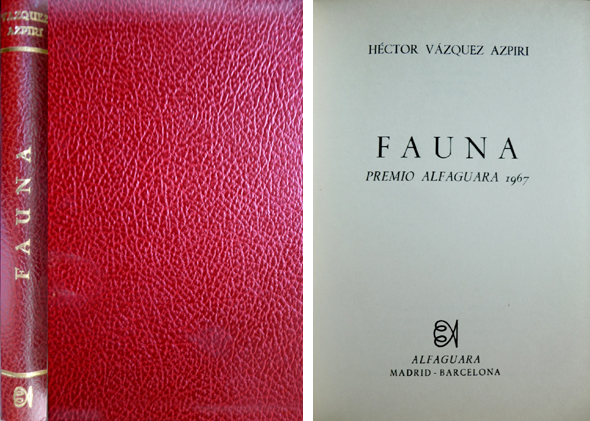 VÁZQUEZ
AZPIRI
FAUNA
HÉCTOR VÁZQUEZ AZPIRI
FAUNA
PREMIO ALFAGUARA 1967
ALFAGUARA
MADRID - BARCELONA